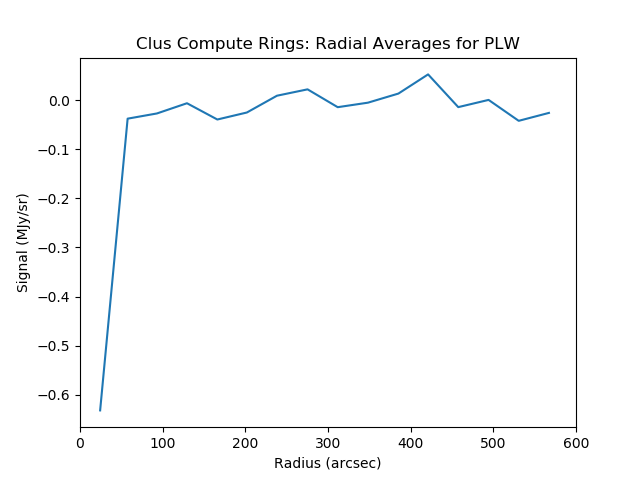 Clus Compute Rings: Radial Averages for PLW
0.0
−0.1
−0.2
−0.3
−0.4
−0.5
−0.6
Signal (MJy/sr)
0 100 200 300 400 500 600
Radius (arcsec)